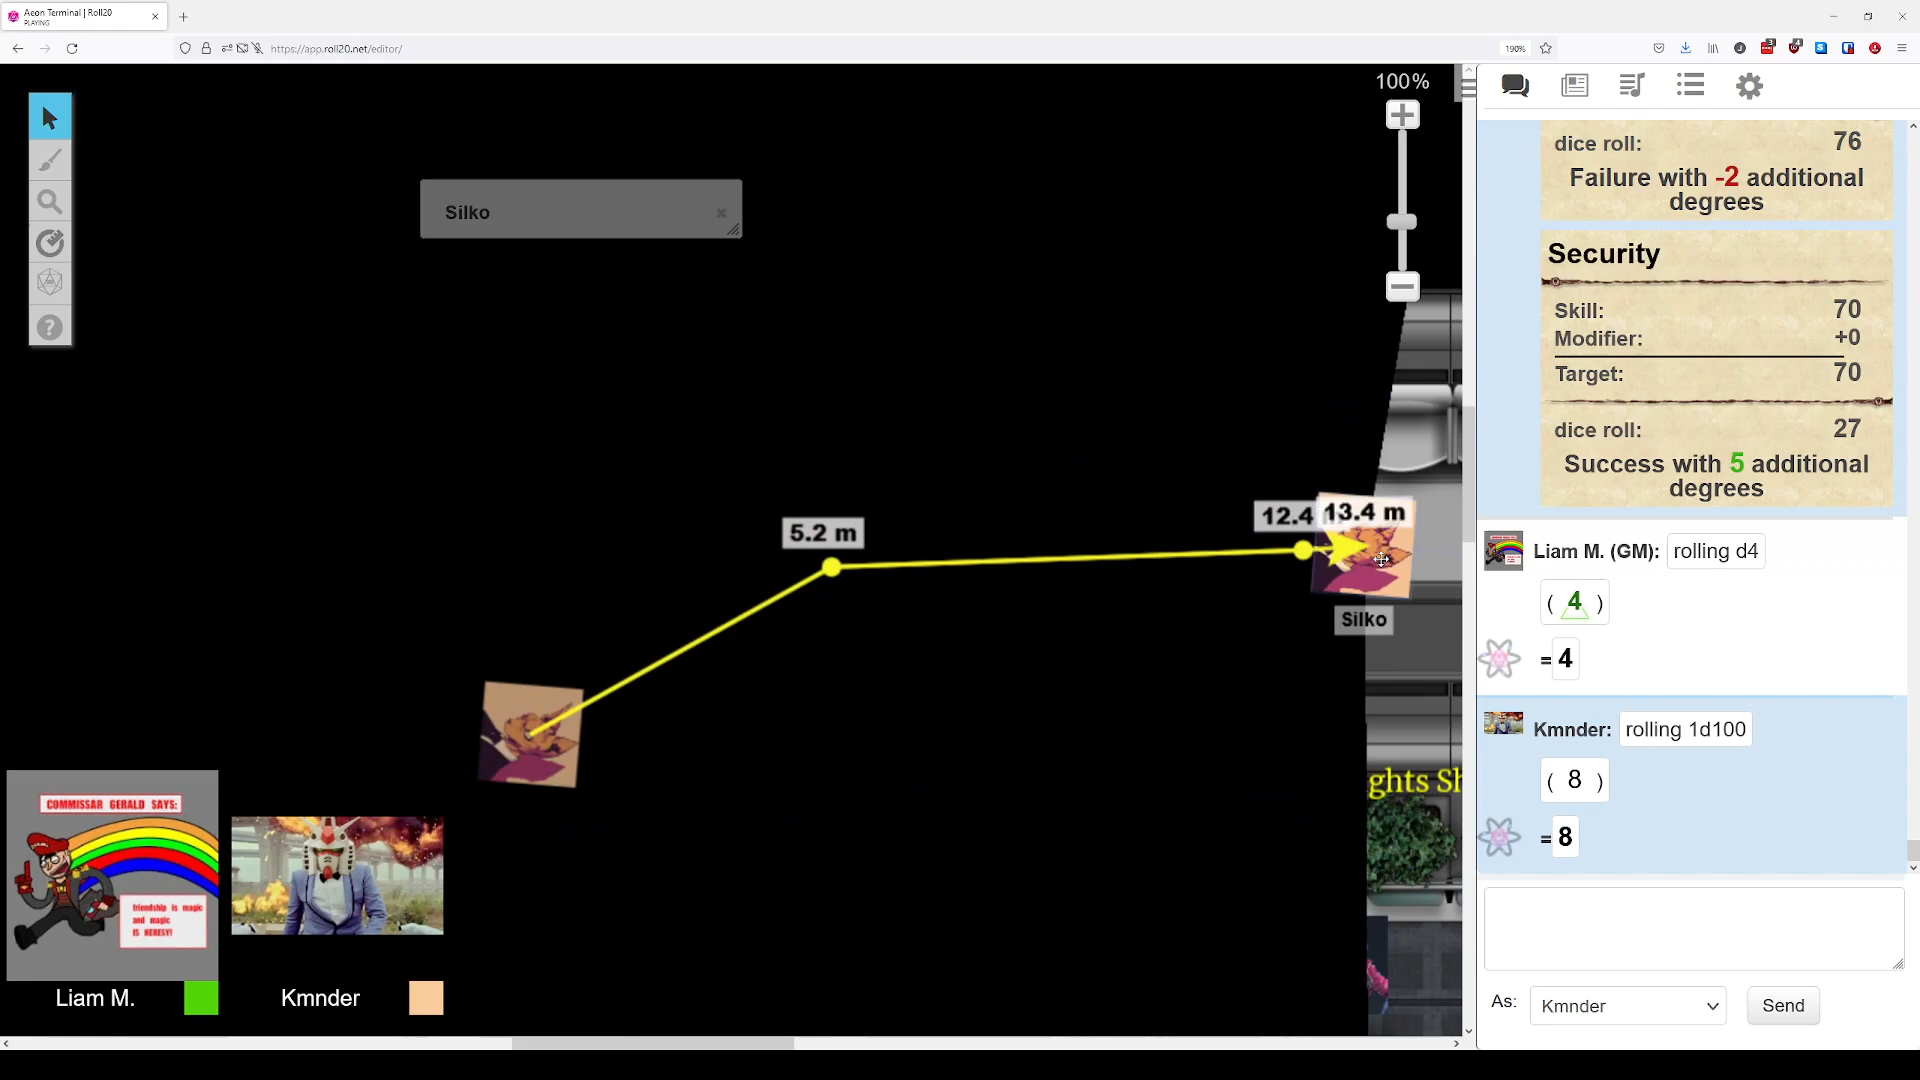 Aeon Terminal | Roll20
PLAYING
https://app.roll20.net/editor/
190%
100%
Silko
5.2 m
12.4
13.4 m
Silko
ghts Sh
COMMISSAR GERALD SAYS:
friendship is magic
and magic
IS HERESY!
Liam M.
Kmnder
dice roll: 76
Failure with -2 additional
degrees
Security
Skill: 70
Modifier: +0
Target: 70
dice roll: 27
Success with 5 additional
degrees
Liam M. (GM): rolling d4
( 4 )
= 4
Kmnder: rolling 1d100
( 8 )
= 8
As: Kmnder Send